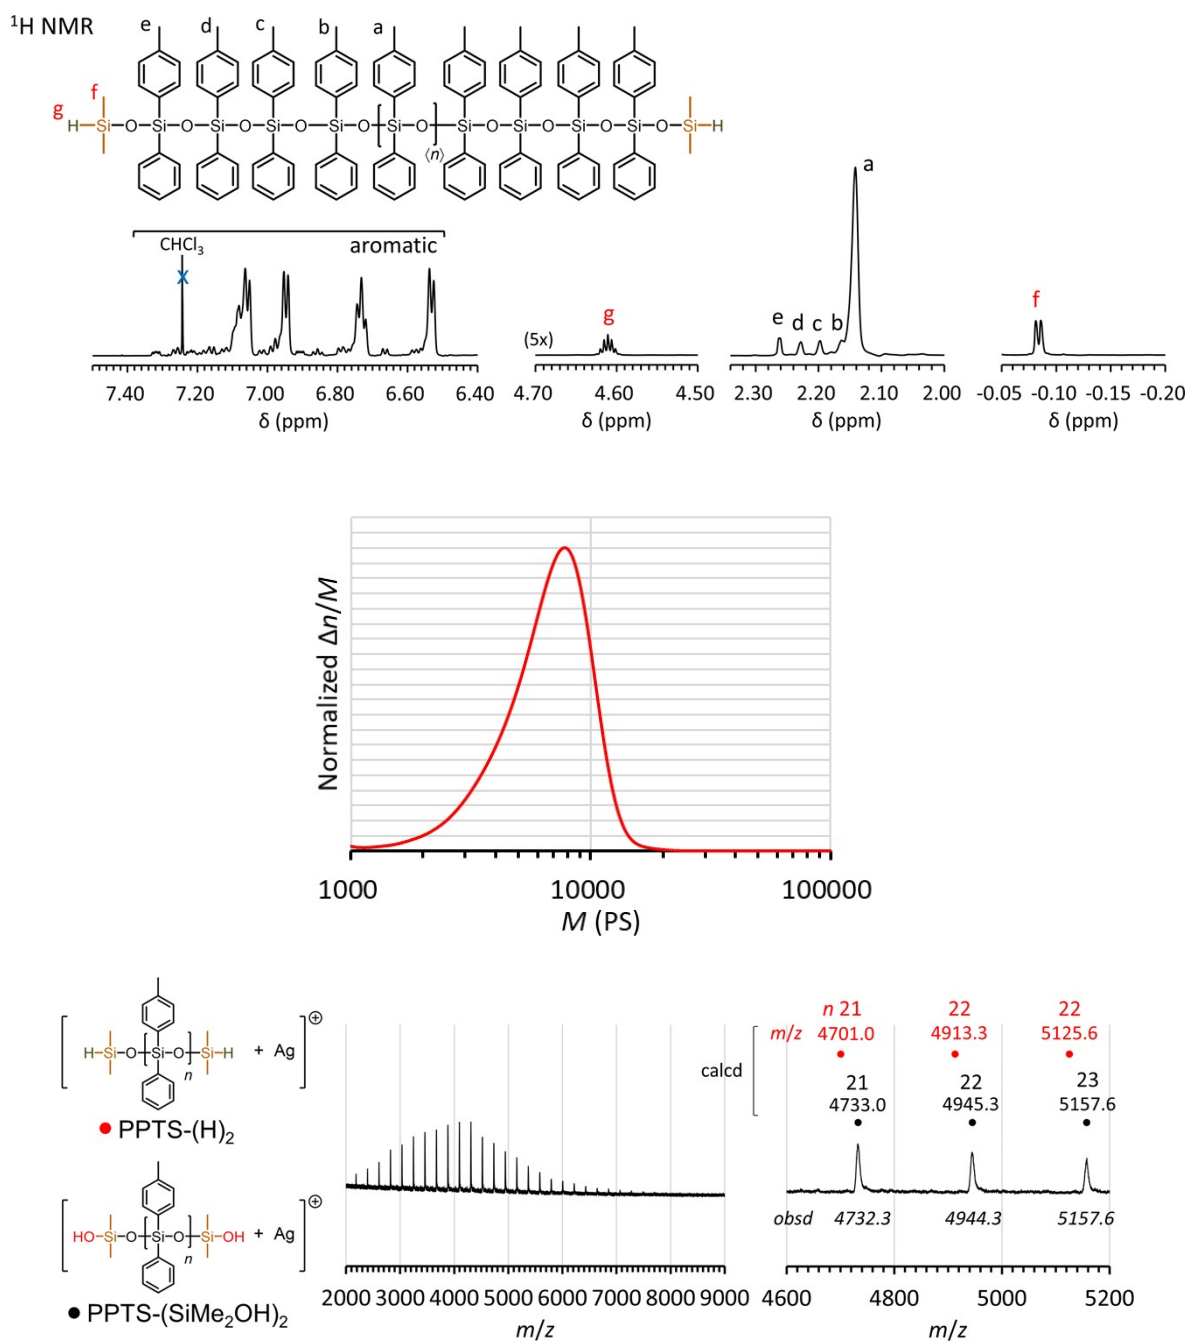 ¹H NMR
e d c b a
f
g
H–Si–O–Si–O–Si–O–Si–O–Si–O–[Si–O]–Si–O–Si–O–Si–O–Si–O–Si–H
⟨n⟩
CHCl₃
x
aromatic
(5x)
g
e d c b a
f
7.40 7.20 7.00 6.80 6.60 6.40
δ (ppm)
4.70 4.60 4.50
δ (ppm)
2.30 2.20 2.10 2.00
δ (ppm)
-0.05 -0.10 -0.15 -0.20
δ (ppm)
Normalized Δn/M
1000 10000 100000
M (PS)
H–Si–O–[Si–O]–Si–H + Ag ⊕
n
● PPTS-(H)₂
HO–Si–O–[Si–O]–Si–OH + Ag ⊕
n
● PPTS-(SiMe₂OH)₂
2000 3000 4000 5000 6000 7000 8000 9000
m/z
calcd
n 21 22 22
m/z 4701.0 4913.3 5125.6
21 22 23
4733.0 4945.3 5157.6
obsd 4732.3 4944.3 5157.6
4600 4800 5000 5200
m/z